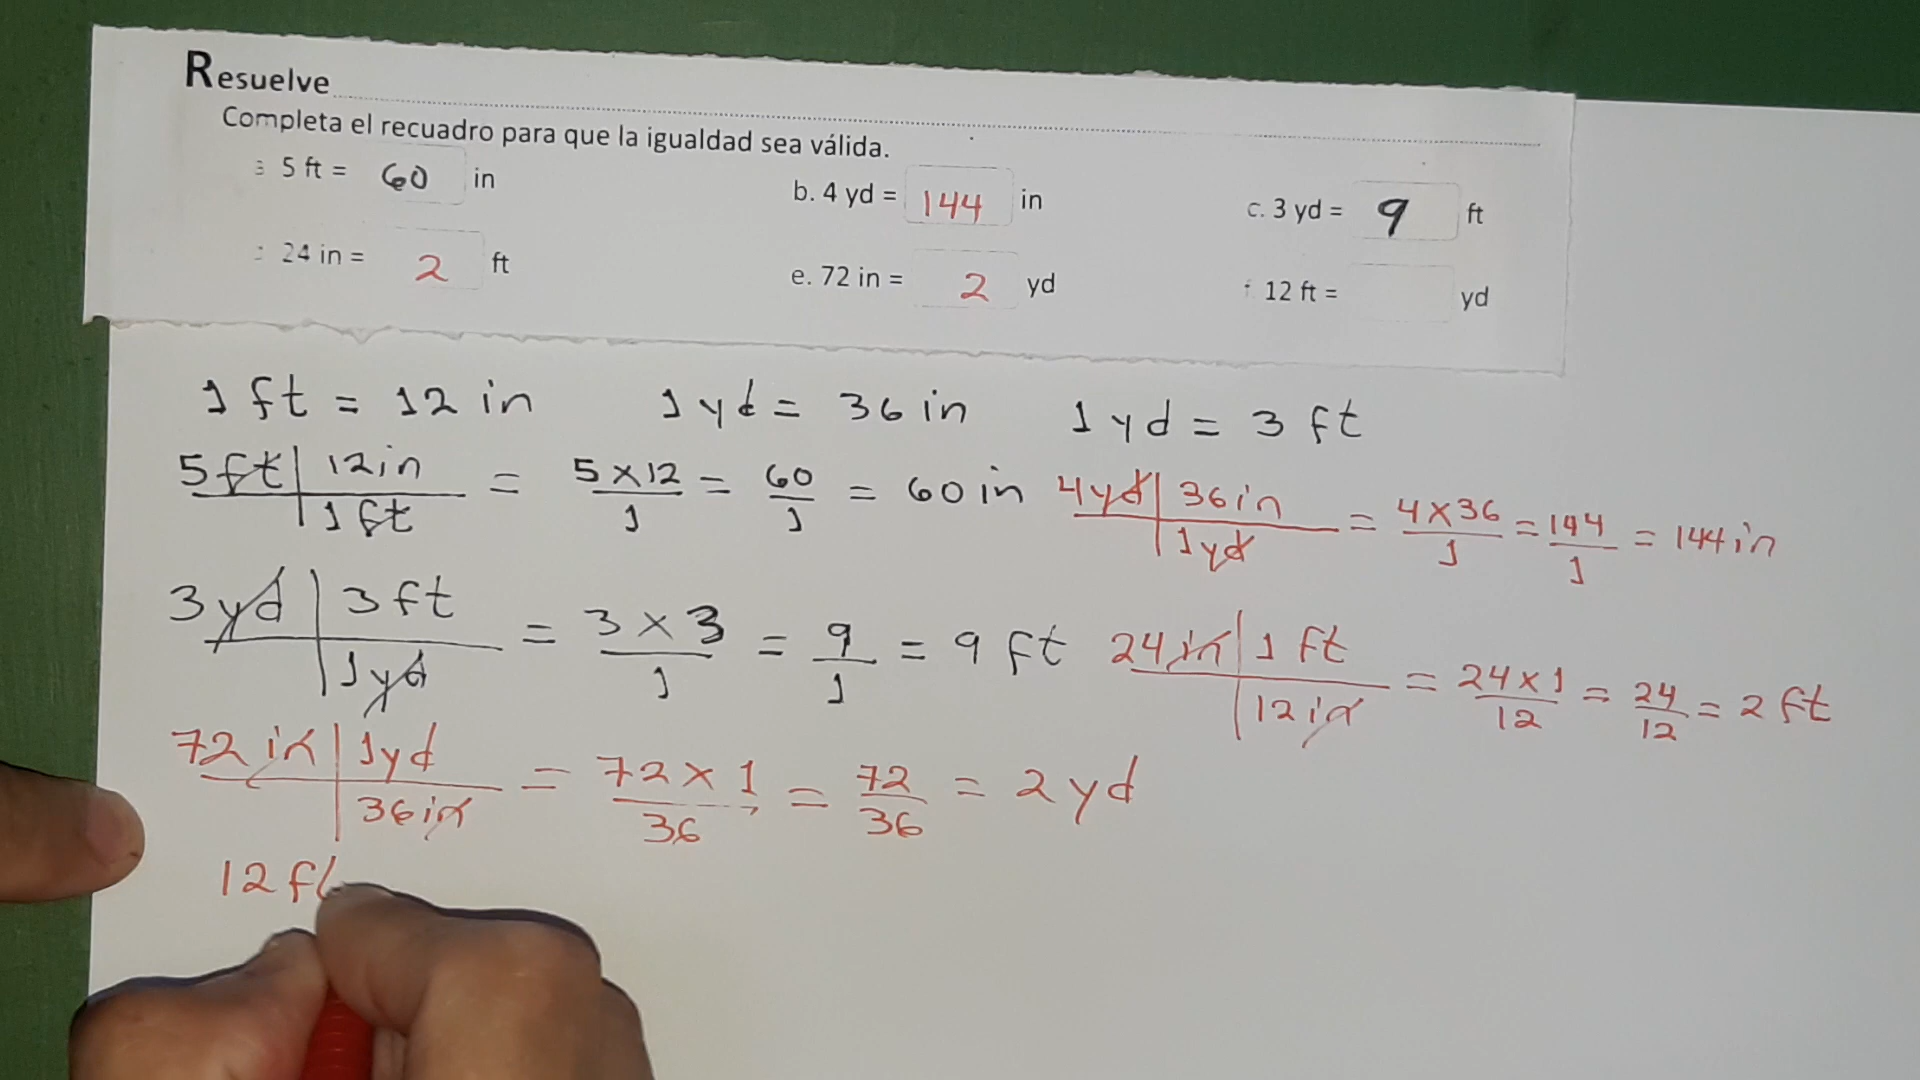 Resuelve
Completa el recuadro para que la igualdad sea válida.
5 ft = 60 in b. 4 yd = 144 in c. 3 yd = 9 ft
24 in = 2 ft e. 72 in = 2 yd 12 ft = yd
1 ft = 12 in 1 yd = 36 in 1 yd = 3 ft
5 ft | 12 in = 5 x 12 = 60 = 60 in 4 yd | 36 in = 4 x 36 = 144 = 144 in
1 ft 1 1 1 yd 1 1
3 yd | 3 ft = 3 x 3 = 9 = 9 ft 24 in | 1 ft = 24 x 1 = 24 = 2 ft
1 yd 1 1 12 in 12 12
72 in | 1 yd = 72 x 1 = 72 = 2 yd
36 in 36 36
12 ft